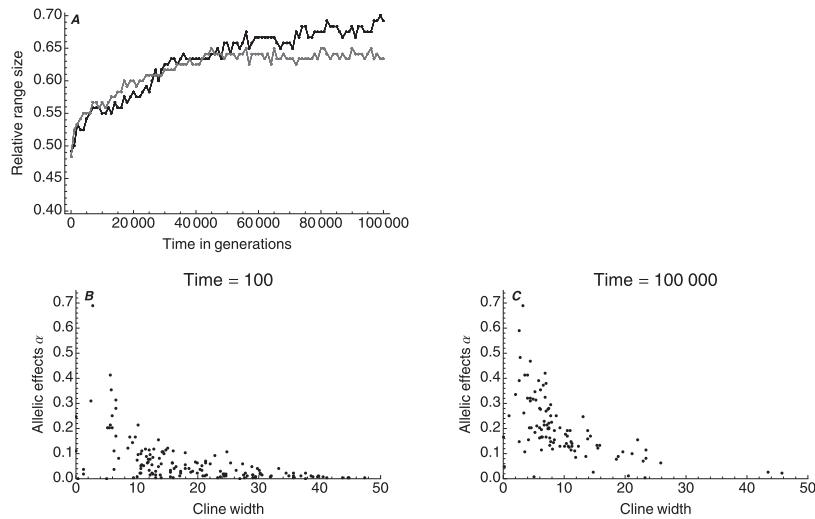 A
0.70
0.65
0.60
0.55
0.50
0.45
0.40
Relative range size
0 20 000 40 000 60 000 80 000 100 000
Time in generations
Time = 100
B
0.7
0.6
0.5
0.4
0.3
0.2
0.1
0.0
Allelic effects α
0 10 20 30 40 50
Cline width
Time = 100 000
C
0.7
0.6
0.5
0.4
0.3
0.2
0.1
0.0
Allelic effects α
0 10 20 30 40 50
Cline width